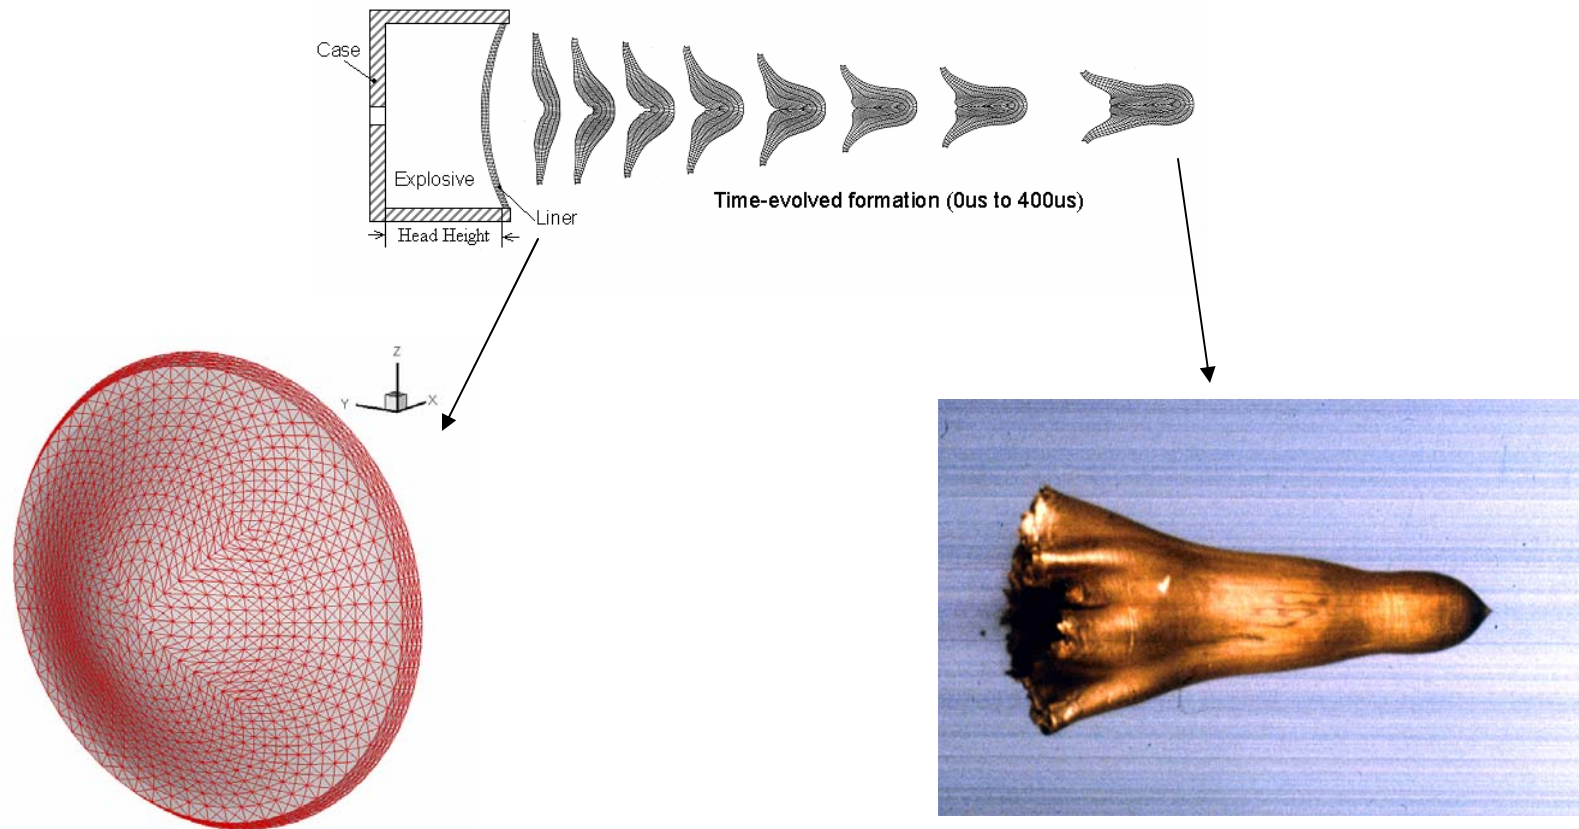 Case
Explosive
Liner
Head Height
Time-evolved formation (0us to 400us)
Z
Y
X